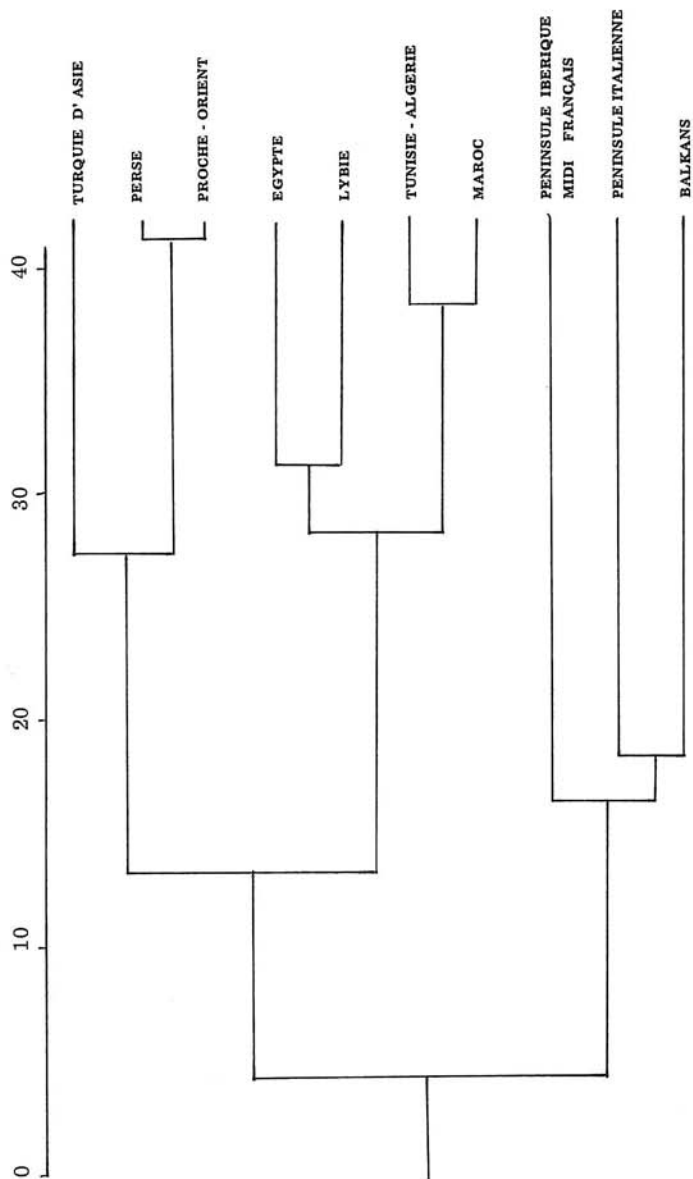 TURQUIE D'ASIE
PERSE
PROCHE - ORIENT
EGYPTE
LYBIE
TUNISIE - ALGERIE
MAROC
PENINSULE IBERIQUE
MIDI FRANÇAIS
PENINSULE ITALIENNE
BALKANS
0
10
20
30
40